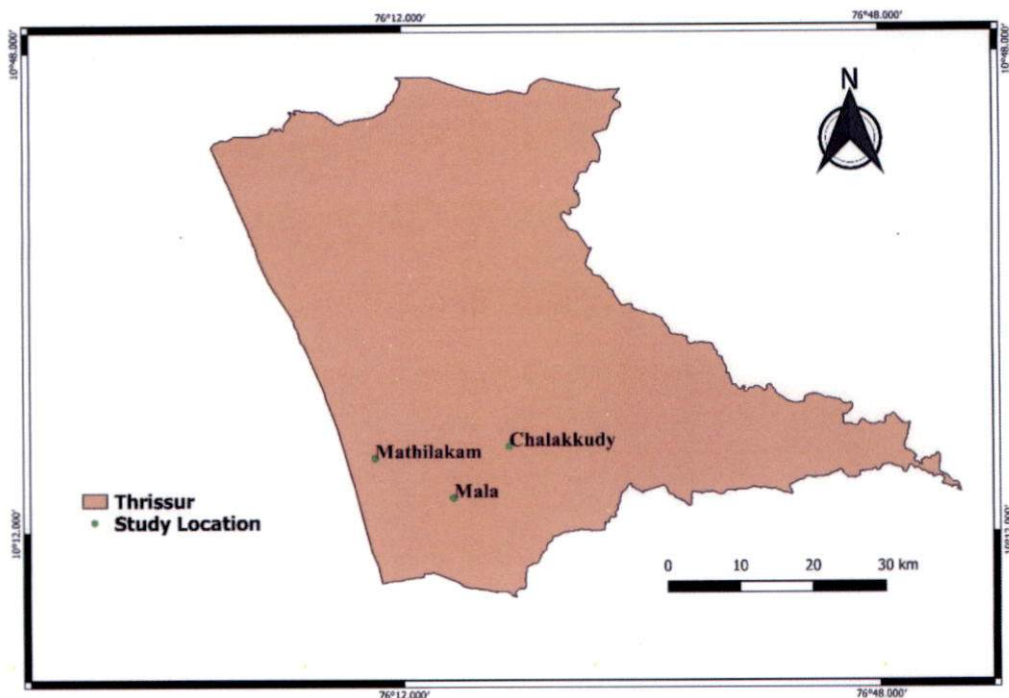 76°12.000'
76°48.000'
10°48.000'
10°48.000'
N
Chalakkudy
Mathilakam
Mala
Thrissur
Study Location
10°12.000'
10°12.000'
0 10 20 30 km
76°12.000'
76°48.000'